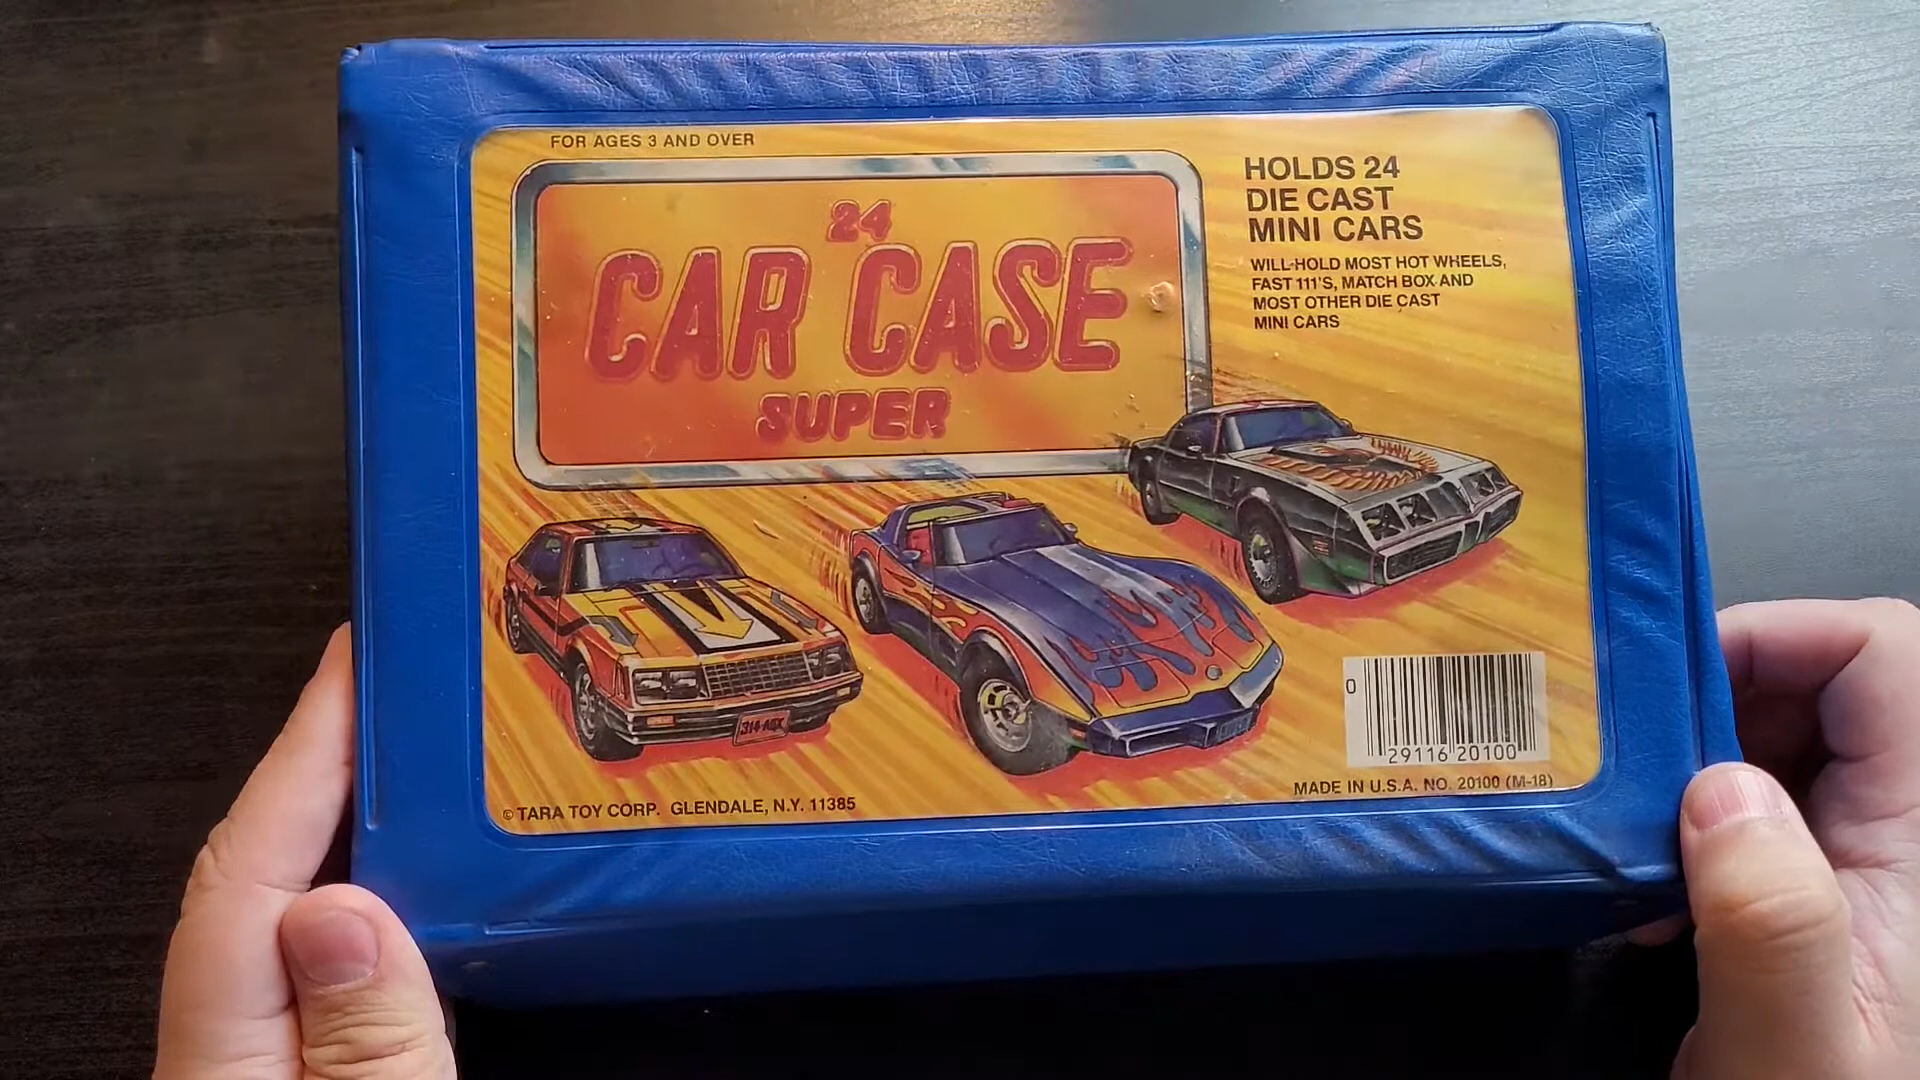 FOR AGES 3 AND OVER
24
CAR CASE
SUPER
HOLDS 24
DIE CAST
MINI CARS
WILL HOLD MOST HOT WHEELS,
FAST 111'S, MATCH BOX AND
MOST OTHER DIE CAST
MINI CARS
0
29116 20100
MADE IN U.S.A. NO. 20100 (M-18)
© TARA TOY CORP. GLENDALE, N.Y. 11385